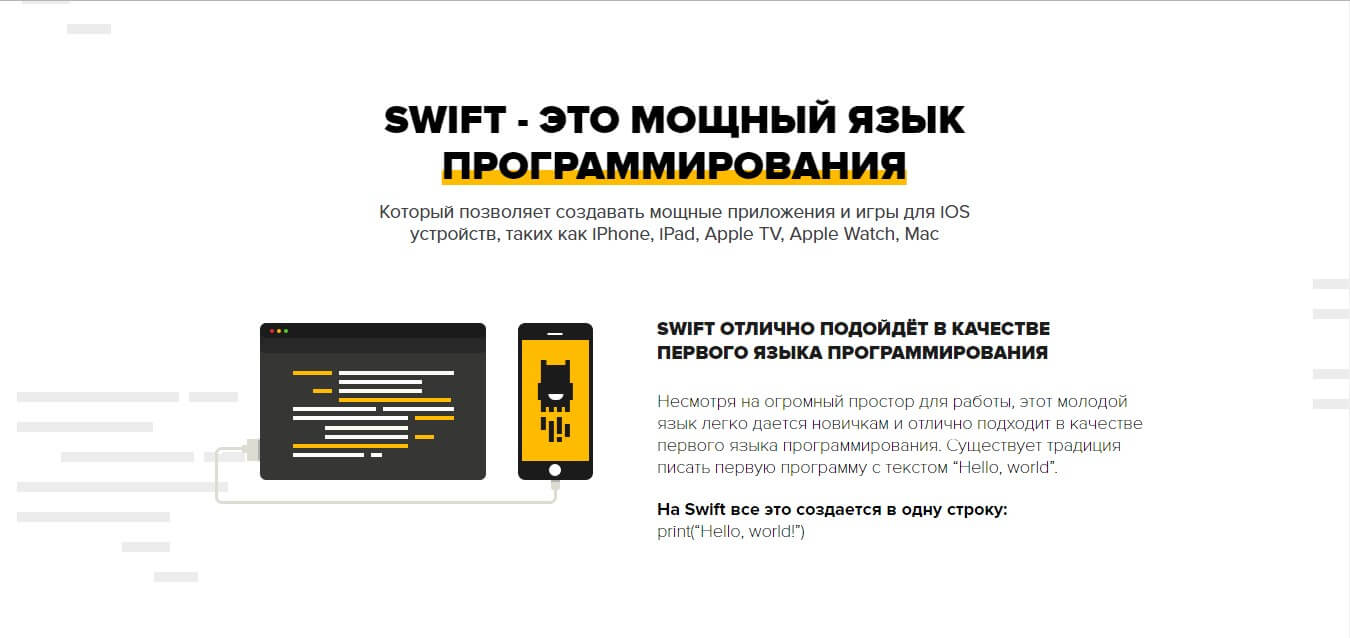 SWIFT - ЭТО МОЩНЫЙ ЯЗЫК
ПРОГРАММИРОВАНИЯ
Который позволяет создавать мощные приложения и игры для IOS
устройств, таких как IPhone, IPad, Apple TV, Apple Watch, Mac
SWIFT ОТЛИЧНО ПОДОЙДЁТ В КАЧЕСТВЕ
ПЕРВОГО ЯЗЫКА ПРОГРАММИРОВАНИЯ
Несмотря на огромный простор для работы, этот молодой
язык легко дается новичкам и отлично подходит в качестве
первого языка программирования. Существует традиция
писать первую программу с текстом “Hello, world”.
На Swift все это создается в одну строку:
print(“Hello, world!”)